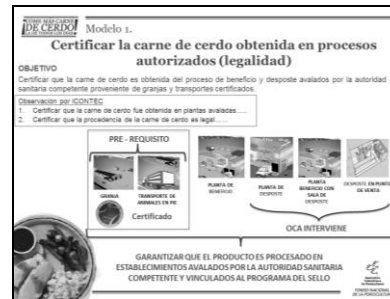 COME MÁS CARNE
DE CERDO
Modelo 1.
Certificar la carne de cerdo obtenida en procesos
autorizados (legalidad)
OBJETIVO
Certificar que la carne de cerdo es obtenida del proceso de beneficio y desposte avalados por la autoridad
sanitaria competente proveniente de granjas y transportes certificados.
Observación por ICONTEC
1. Certificar que la carne de cerdo fue obtenida en plantas avaladas.....
2. Certificar que la procedencia de la carne de cerdo es legal......
PRE - REQUISITO
GRANJA
TRANSPORTE DE
ANIMALES EN PIE
Certificado
PLANTA DE
BENEFICIO
PLANTA DE
DESPOSTE
PLANTA
BENEFICIO CON
SALA DE
DESPOSTE
DESPOSTE EN PUNTO
DE VENTA
OCA INTERVIENE
GARANTIZAR QUE EL PRODUCTO ES PROCESADO EN
ESTABLECIMIENTOS AVALADOS POR LA AUTORIDAD SANITARIA
COMPETENTE Y VINCULADOS AL PROGRAMA DEL SELLO
FONDO NACIONAL
DE LA PORCICULTURA